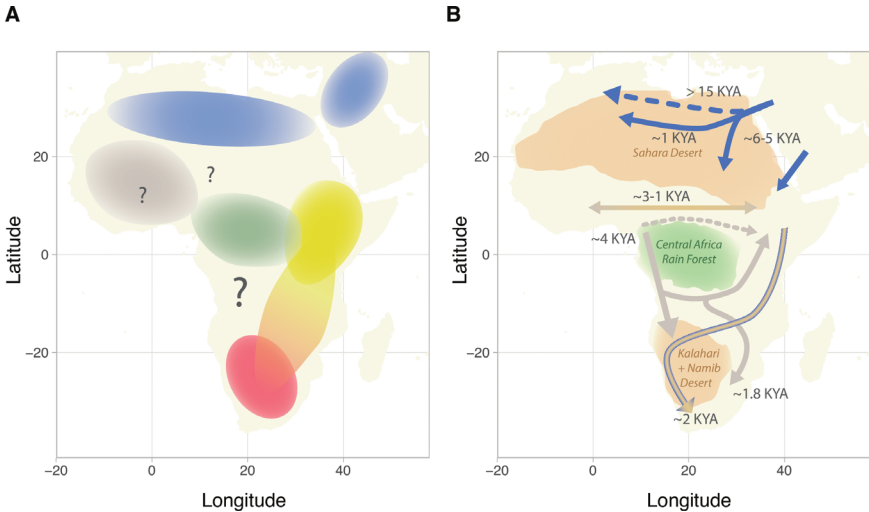 A
20
0
−20
−20
0
20
40
Latitude
Longitude
?
?
?
B
20
0
−20
−20
0
20
40
Latitude
Longitude
> 15 KYA
~1 KYA
~6-5 KYA
Sahara Desert
~3-1 KYA
~4 KYA
Central Africa
Rain Forest
Kalahari
+ Namib
Desert
~1.8 KYA
~2 KYA